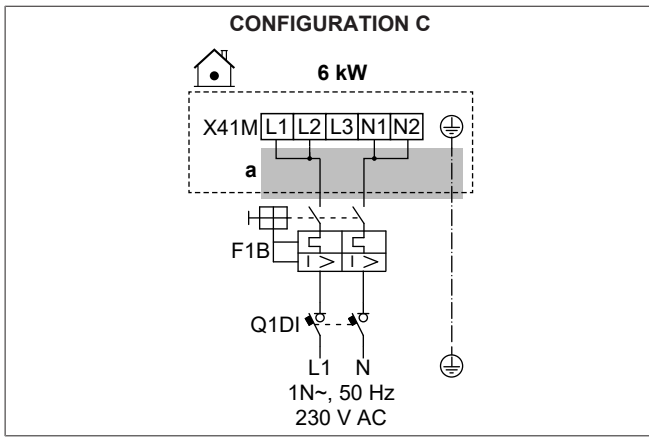 CONFIGURATION C
6 kW
X41M L1 L2 L3 N1 N2
a
F1B
I > I >
Q1DI
L1 N
1N~, 50 Hz
230 V AC